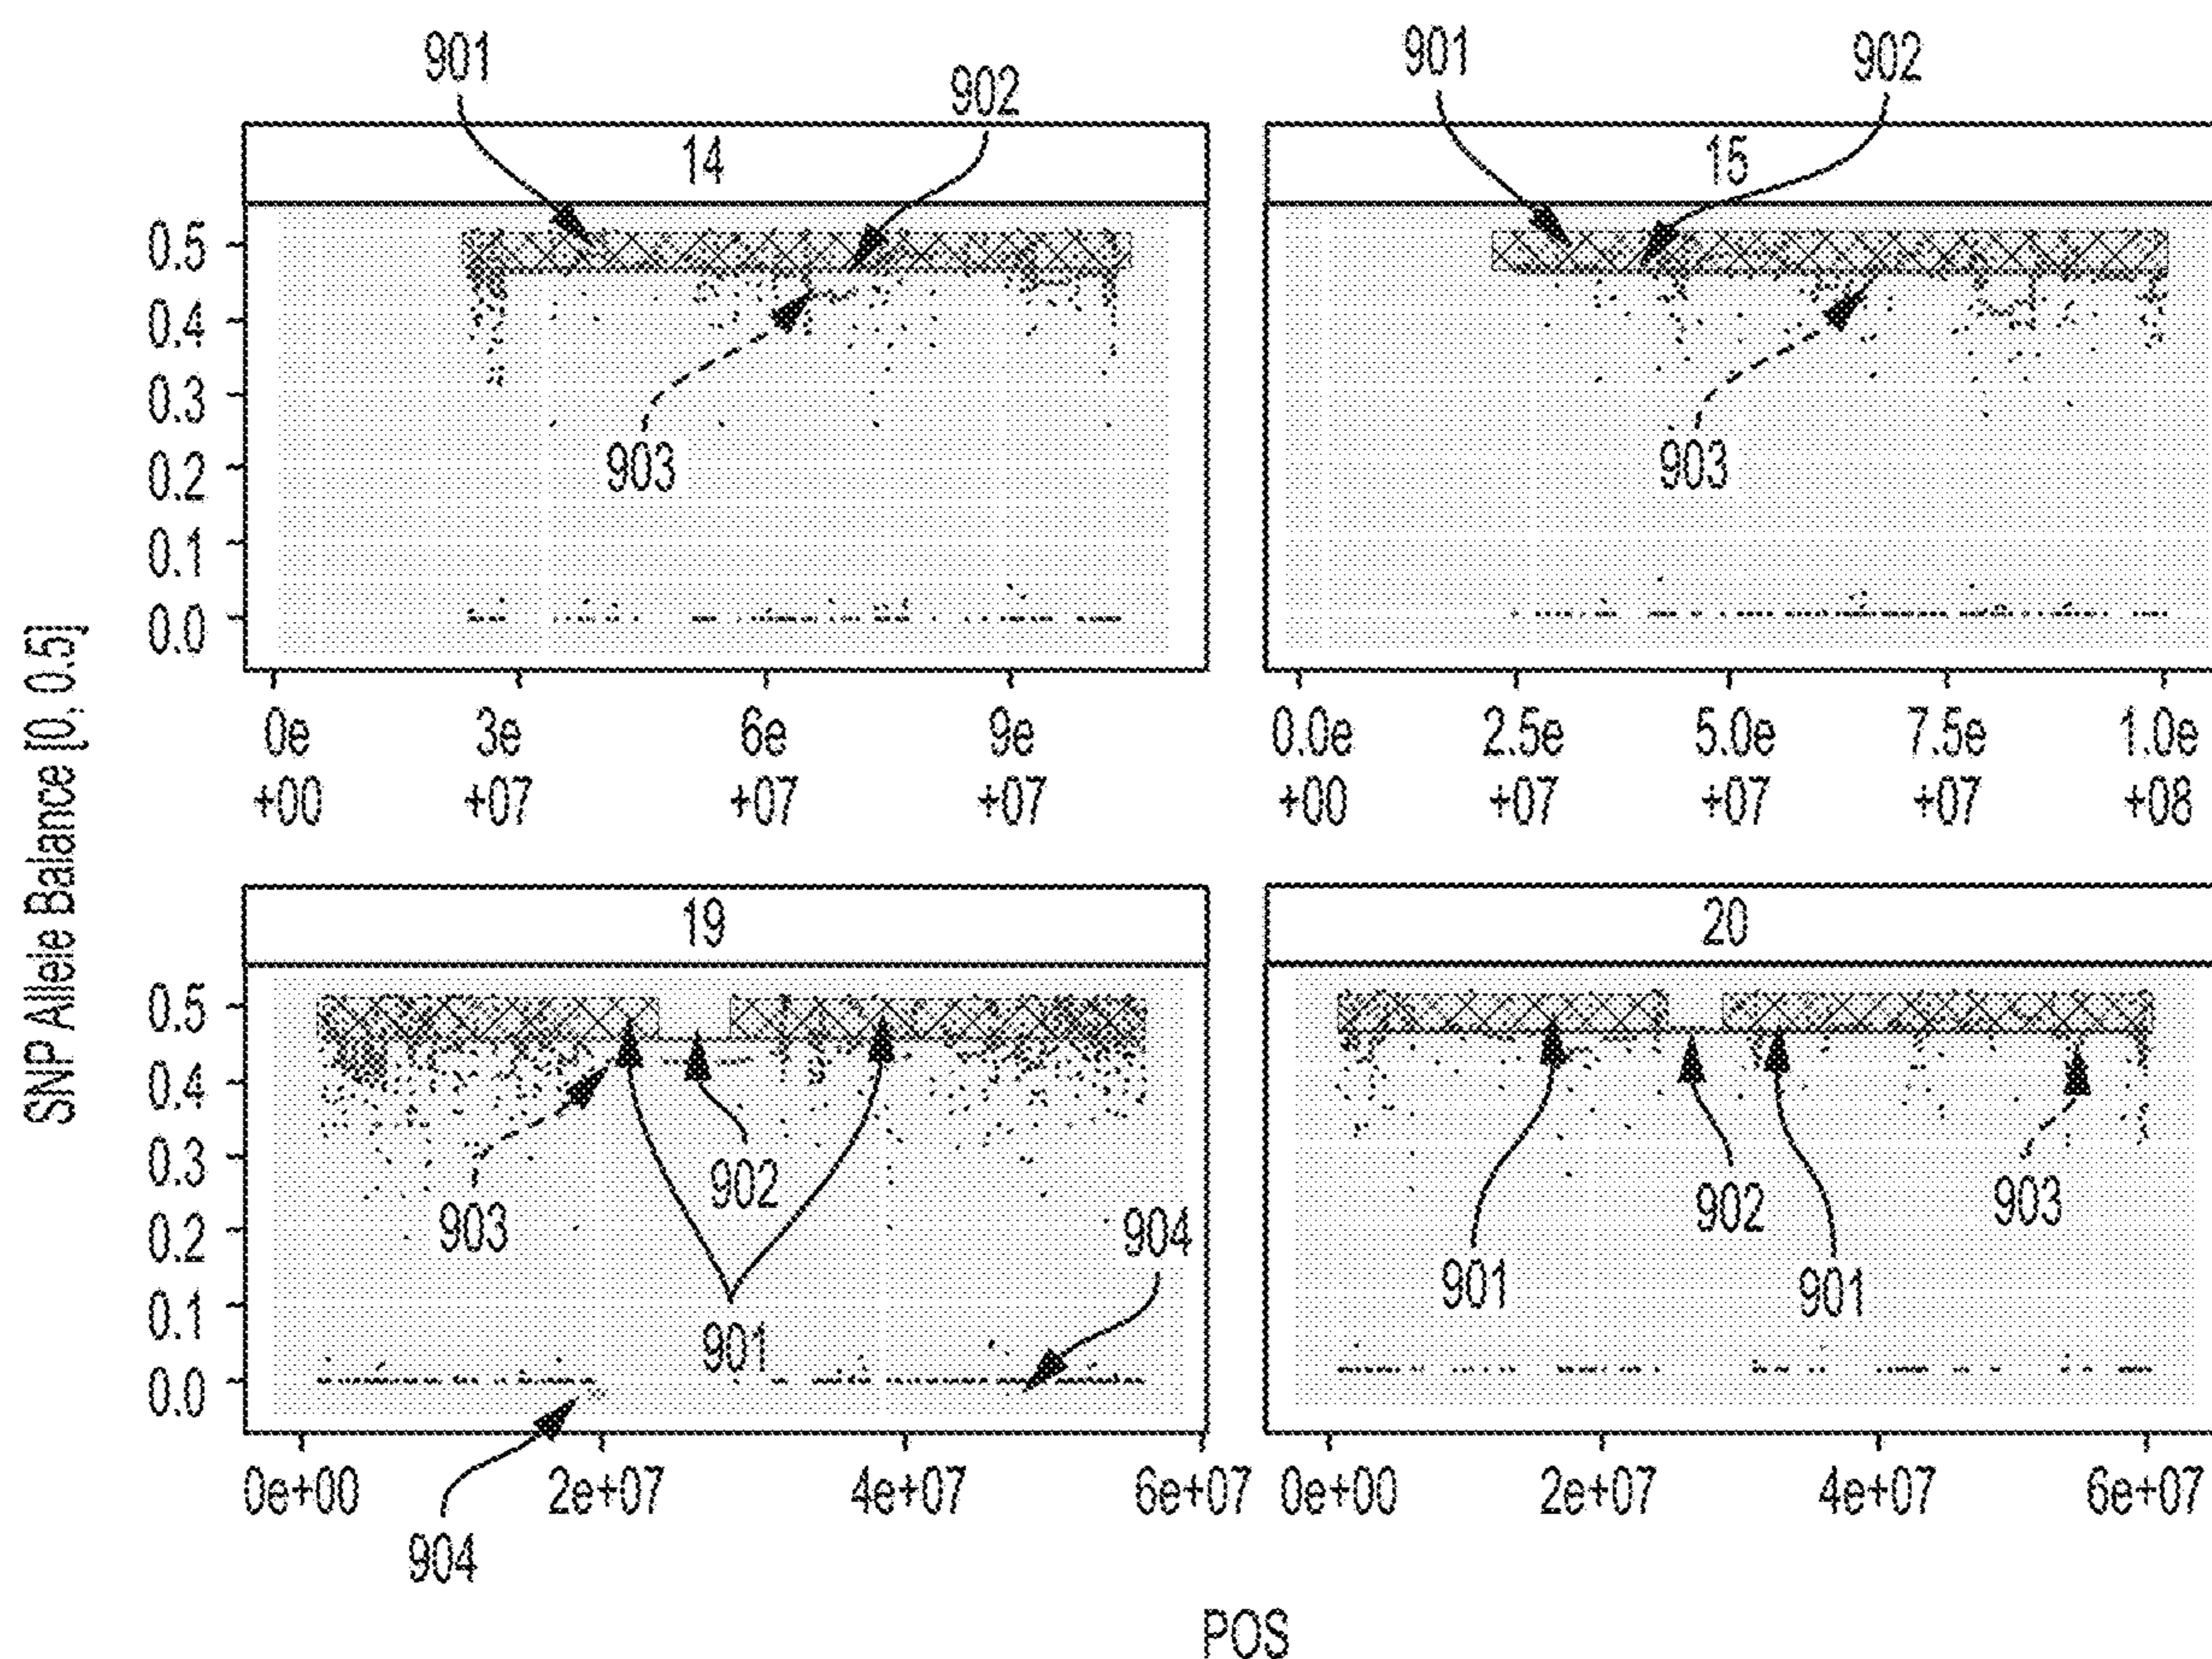 901
902
901
902
14
15
0.5
0.4
0.3
0.2
0.1
0.0
903
903
0e +00
3e +07
6e +07
9e +07
0.0e +00
2.5e +07
5.0e +07
7.5e +07
1.0e +08
SNP Allele Balance [0, 0.5]
19
20
0.5
0.4
0.3
0.2
0.1
0.0
903
902
904
901
904
901
902
901
903
0e+00
2e+07
4e+07
6e+07
0e+00
2e+07
4e+07
6e+07
POS